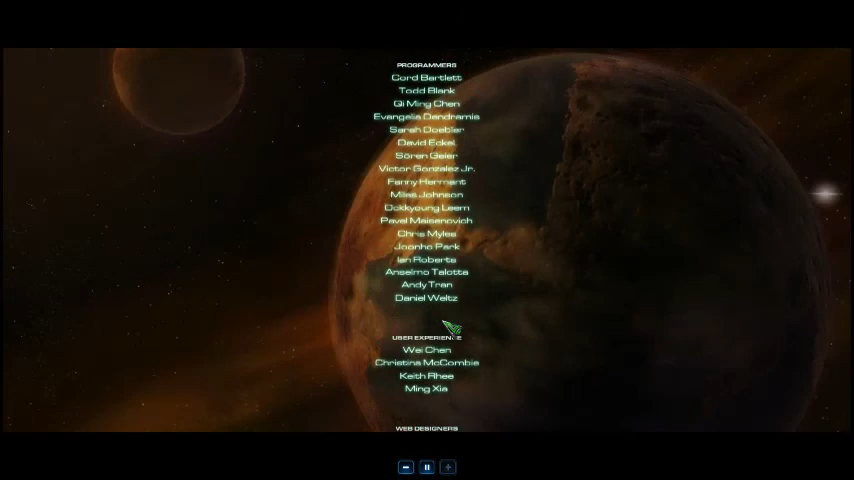 PROGRAMMERS
Cord Bartlett
Todd Blank
Qi Ming Chen
Evangelia Dendramis
Sarah Doebler
David Eckel
Sören Geier
Victor Gonzalez Jr.
Fanny Hermant
Miles Johnson
Dokkyoung Leem
Pavel Maisenovich
Chris Myles
Joonho Park
Ian Roberts
Anselmo Talotta
Andy Tran
Daniel Weltz
USER EXPERIENCE
Wei Chen
Christina McCombie
Keith Rhee
Ming Xia
WEB DESIGNERS